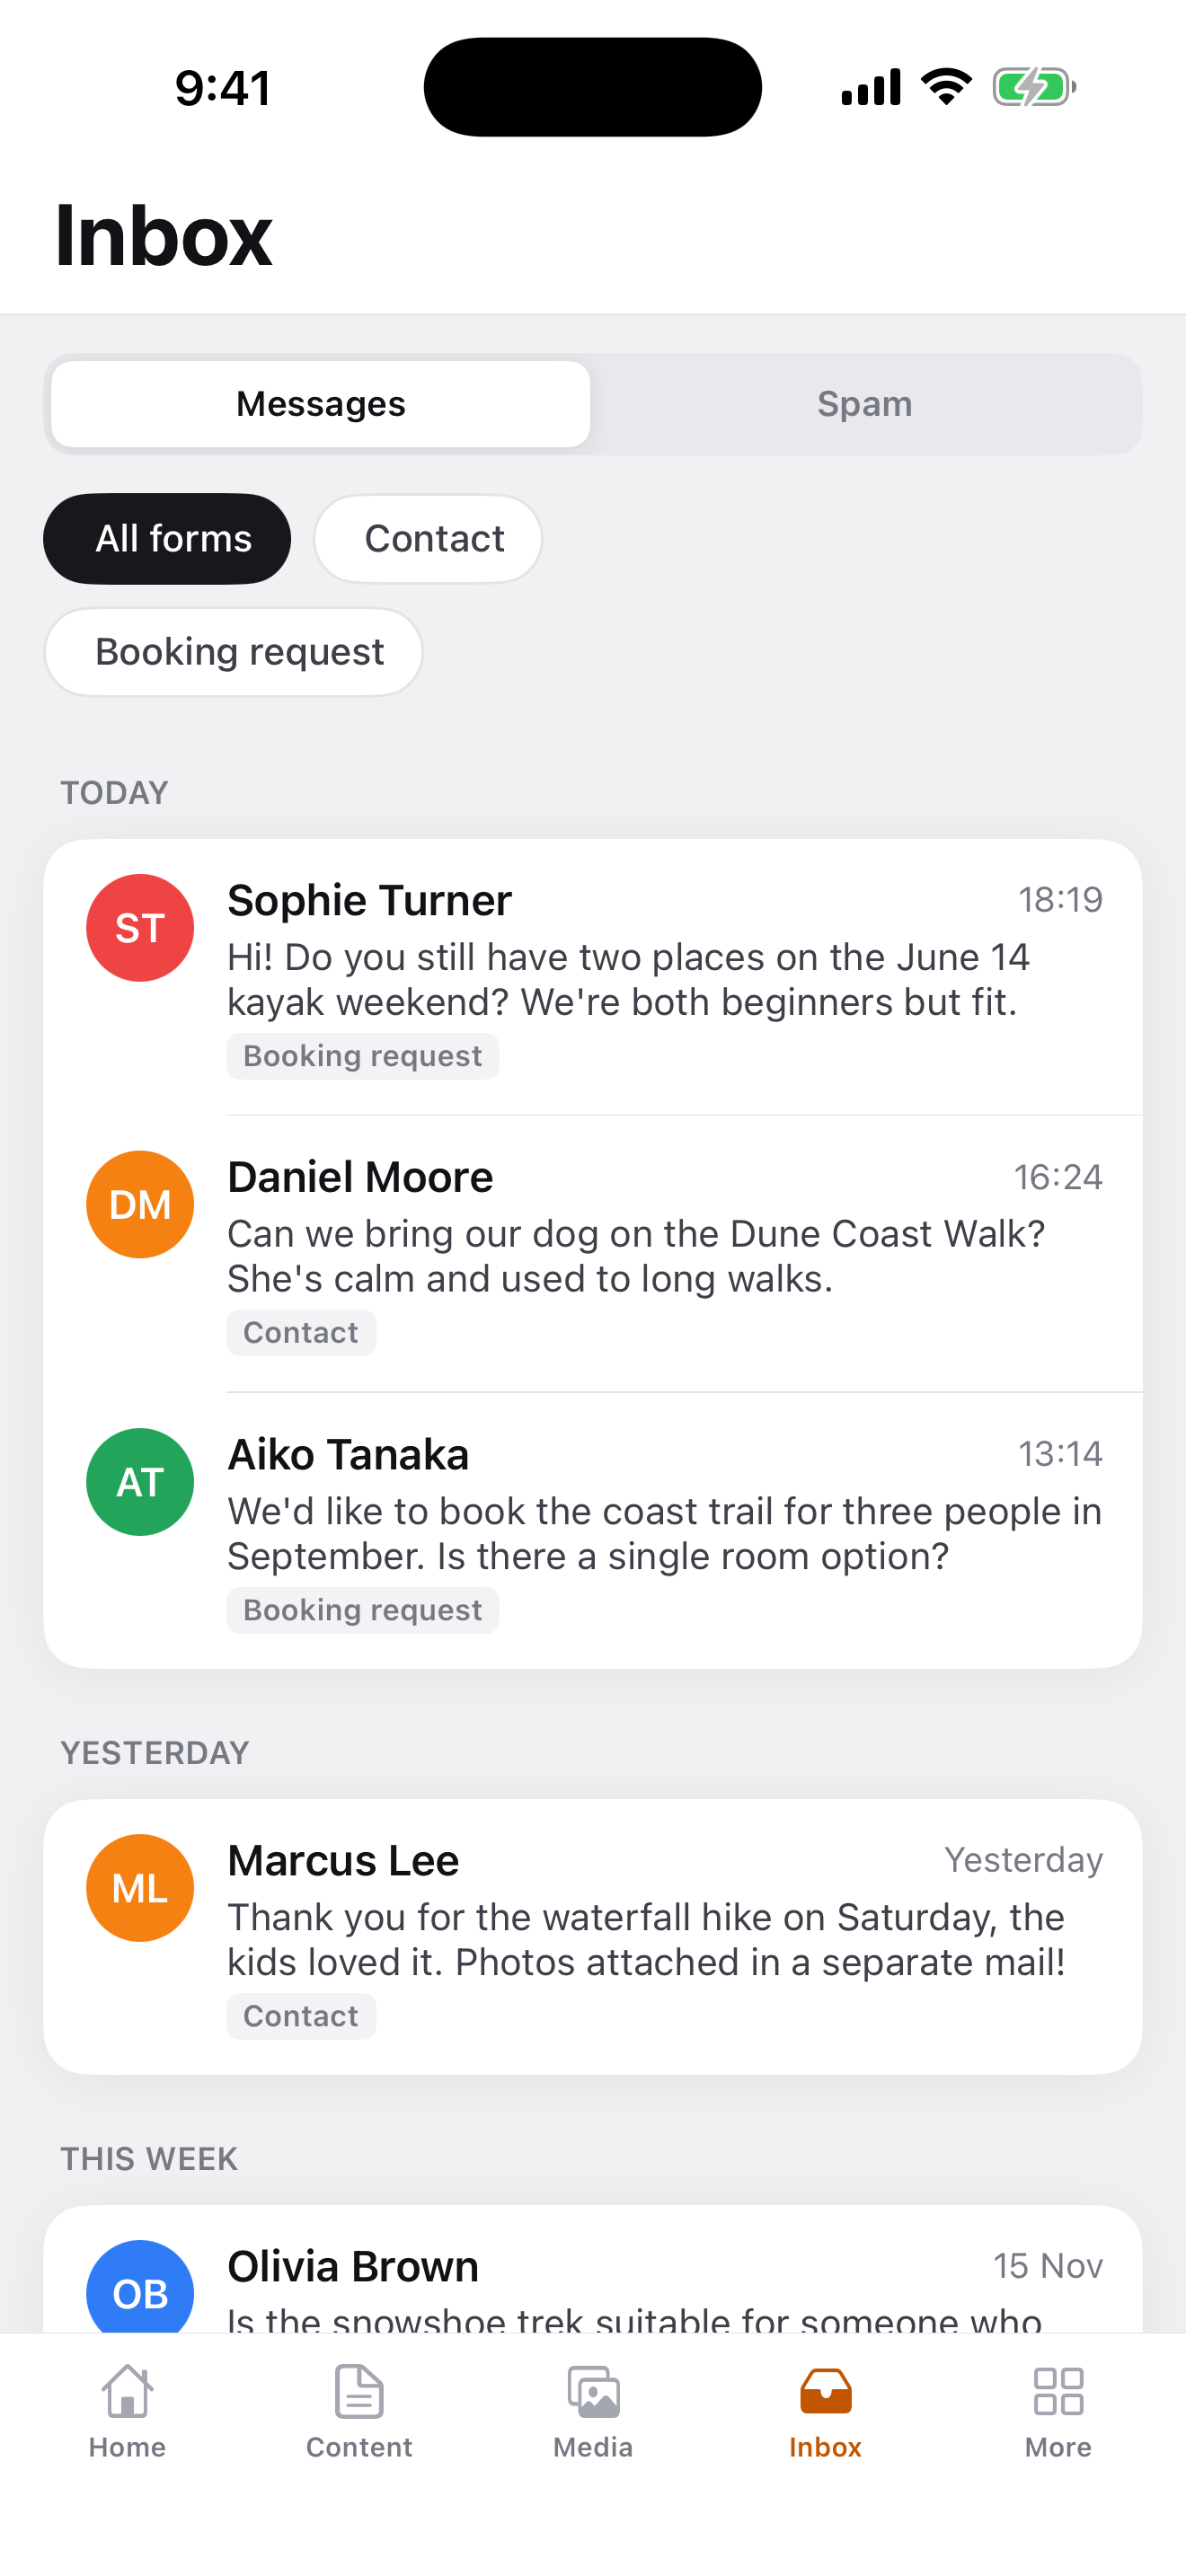 9:41
Inbox
Messages
Spam
All forms
Contact
Booking request
TODAY
ST
Sophie Turner
18:19
Hi! Do you still have two places on the June 14
kayak weekend? We're both beginners but fit.
Booking request
DM
Daniel Moore
16:24
Can we bring our dog on the Dune Coast Walk?
She's calm and used to long walks.
Contact
AT
Aiko Tanaka
13:14
We'd like to book the coast trail for three people in
September. Is there a single room option?
Booking request
YESTERDAY
ML
Marcus Lee
Yesterday
Thank you for the waterfall hike on Saturday, the
kids loved it. Photos attached in a separate mail!
Contact
THIS WEEK
OB
Olivia Brown
15 Nov
Is the snowshoe trek suitable for someone who
Home
Content
Media
Inbox
More